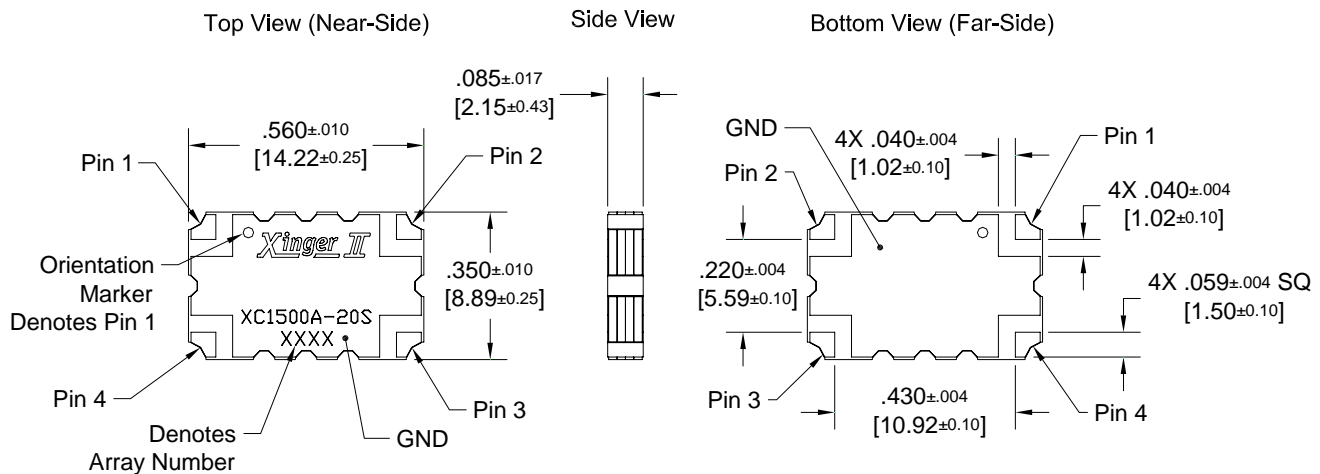 Top View (Near-Side)
Side View
Bottom View (Far-Side)
.560±.010
[14.22±0.25]
Pin 1
Pin 2
Orientation
Marker
Denotes Pin 1
Xinger II
XC1500A-20S
XXXX
.350±.010
[8.89±0.25]
Pin 4
Denotes
Array Number
GND
Pin 3
.085±.017
[2.15±0.43]
GND
4X .040±.004
[1.02±0.10]
Pin 1
Pin 2
4X .040±.004
[1.02±0.10]
.220±.004
[5.59±0.10]
4X .059±.004 SQ
[1.50±0.10]
Pin 3
.430±.004
[10.92±0.10]
Pin 4